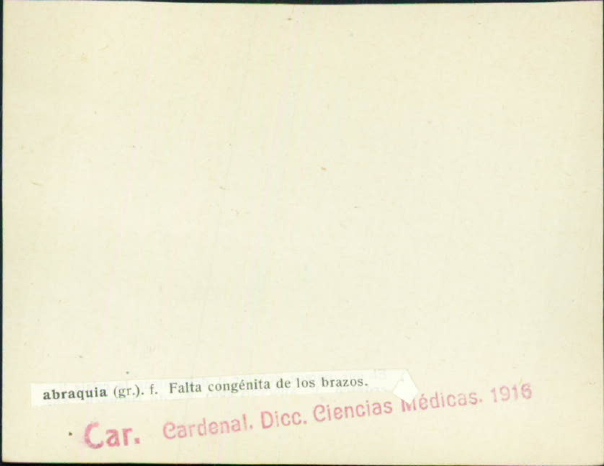 abraquia (gr.). f. Falta congénita de los brazos.
Car. Cardenal. Dicc. Ciencias Médicas. 1916